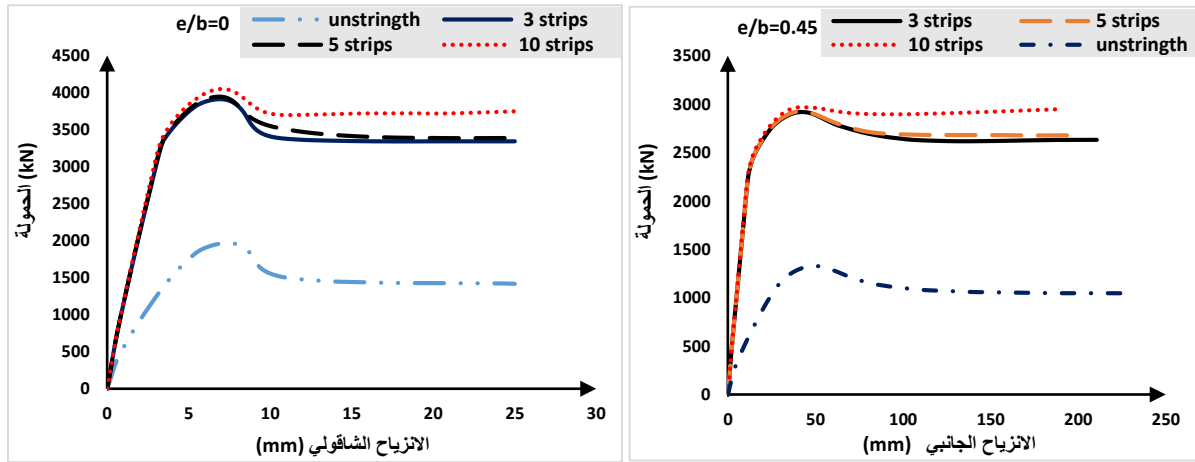 e/b=0
unstringth
3 strips
5 strips
10 strips
4500
4000
3500
3000
2500
2000
1500
1000
500
0
الحمولة (kN)
0 5 10 15 20 25 30
الانزياح الشاقولي (mm)
e/b=0.45
3 strips
5 strips
10 strips
unstringth
3500
3000
2500
2000
1500
1000
500
0
الحمولة (kN)
0 50 100 150 200 250
الانزياح الجانبي (mm)